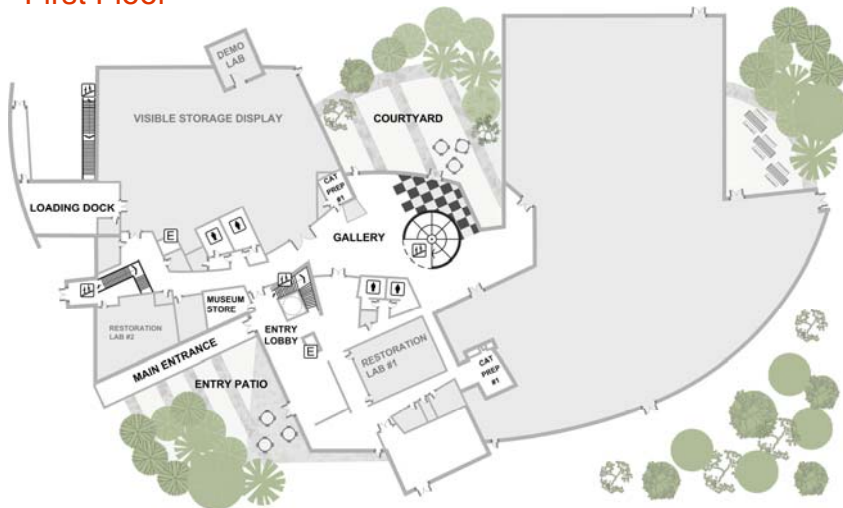 First Floor
DEMO
LAB
VISIBLE STORAGE DISPLAY
COURTYARD
CAT
PREP
#1
LOADING DOCK
E
GALLERY
MUSEUM
STORE
RESTORATION
LAB #2
ENTRY
LOBBY
MAIN ENTRANCE
E
RESTORATION
LAB #1
CAT
PREP
#1
ENTRY PATIO